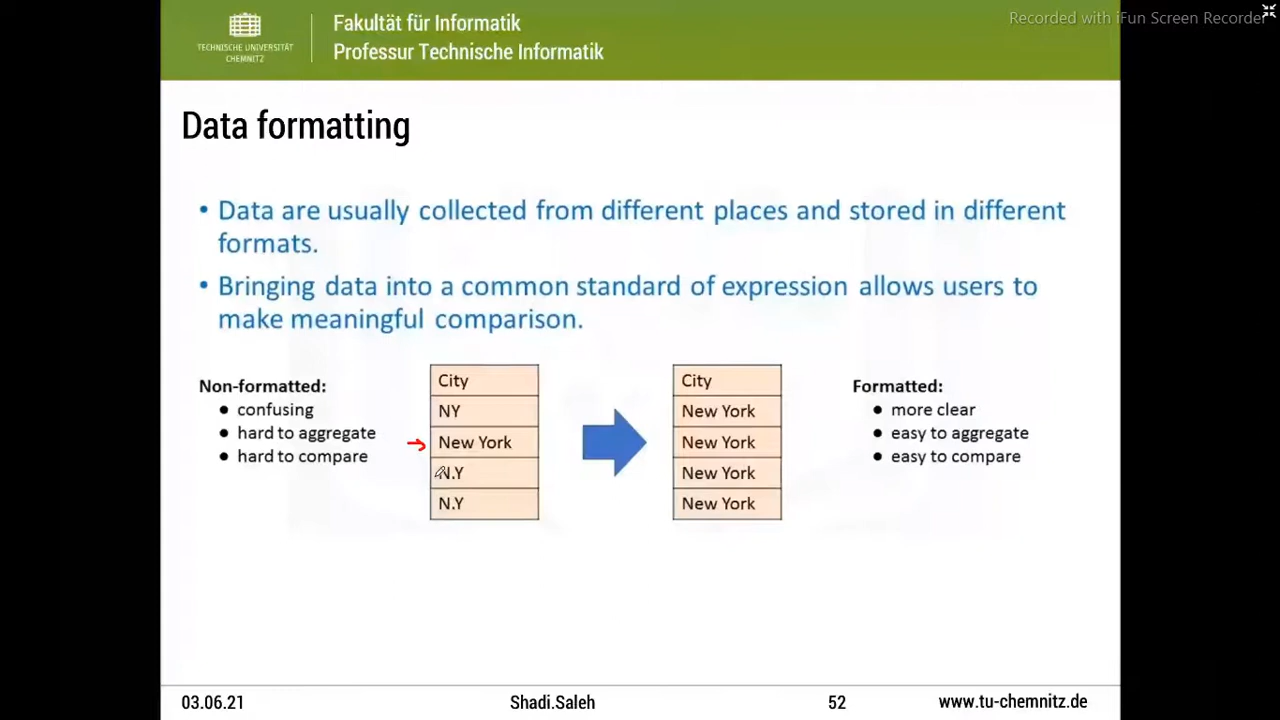 TECHNISCHE UNIVERSITÄT
CHEMNITZ
Fakultät für Informatik
Professur Technische Informatik
Recorded with iFun Screen Recorder
Data formatting
• Data are usually collected from different places and stored in different
formats.
• Bringing data into a common standard of expression allows users to
make meaningful comparison.
Non-formatted:
● confusing
● hard to aggregate
● hard to compare
City
NY
New York
N.Y
N.Y
City
New York
New York
New York
New York
Formatted:
● more clear
● easy to aggregate
● easy to compare
03.06.21
Shadi.Saleh
52
www.tu-chemnitz.de